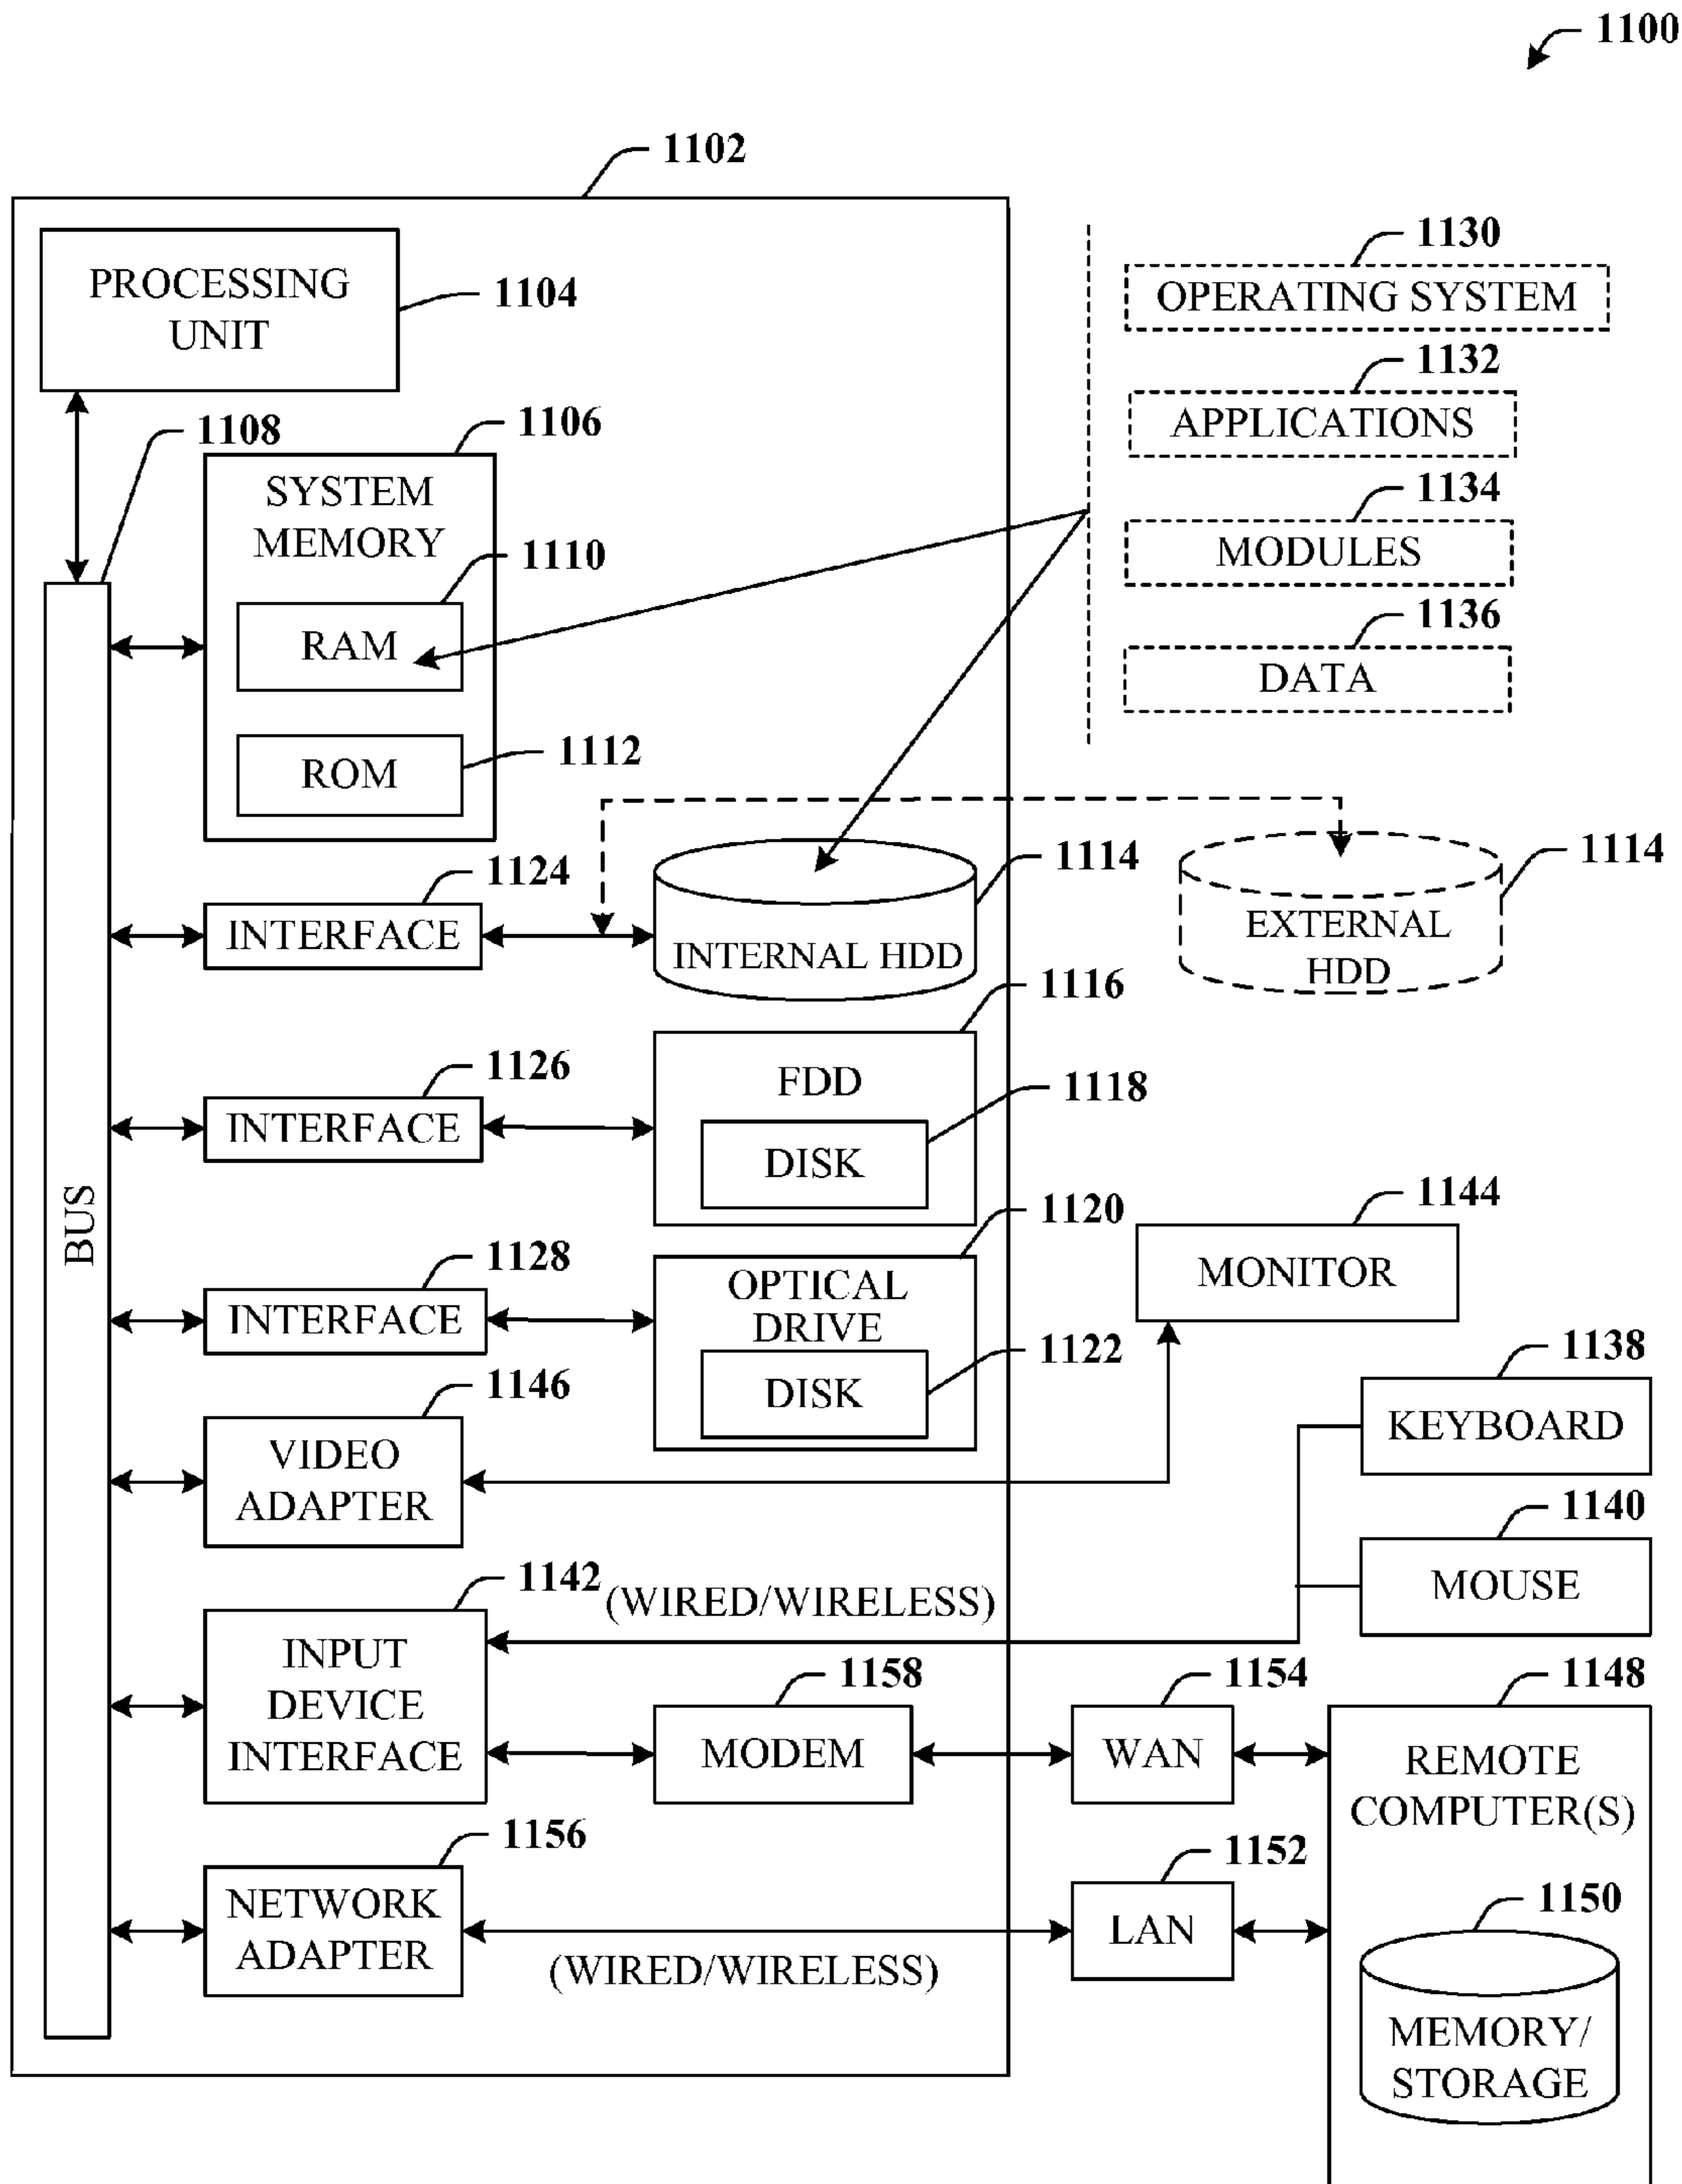 1100
1102
PROCESSING
UNIT
1104
1130
OPERATING SYSTEM
1132
APPLICATIONS
1134
MODULES
1136
DATA
1108
1106
SYSTEM
MEMORY
1110
RAM
ROM
1112
1124
INTERFACE
INTERNAL HDD
1114
EXTERNAL
HDD
1114
1116
FDD
1126
INTERFACE
1118
DISK
BUS
1120
OPTICAL
DRIVE
1128
INTERFACE
1122
DISK
1144
MONITOR
1146
VIDEO
ADAPTER
1138
KEYBOARD
1140
MOUSE
1142
(WIRED/WIRELESS)
INPUT
DEVICE
INTERFACE
1158
MODEM
1154
WAN
1148
REMOTE
COMPUTER(S)
1156
NETWORK
ADAPTER
(WIRED/WIRELESS)
1152
LAN
1150
MEMORY/
STORAGE